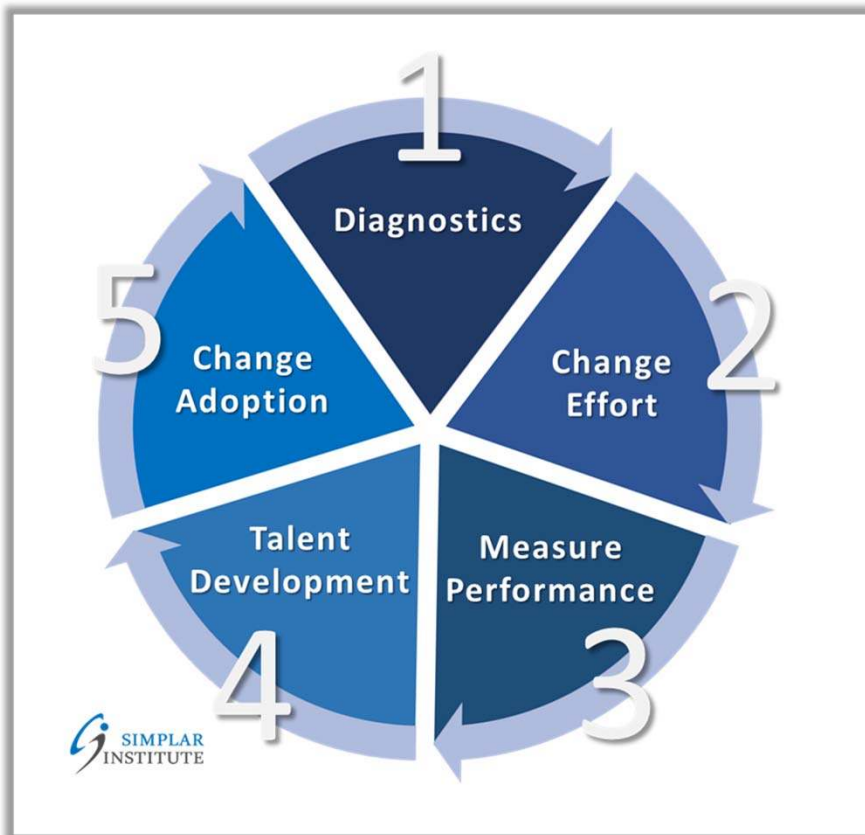 1
Diagnostics
2
Change
Effort
3
Measure
Performance
4
Talent
Development
5
Change
Adoption
SIMPLAR
INSTITUTE